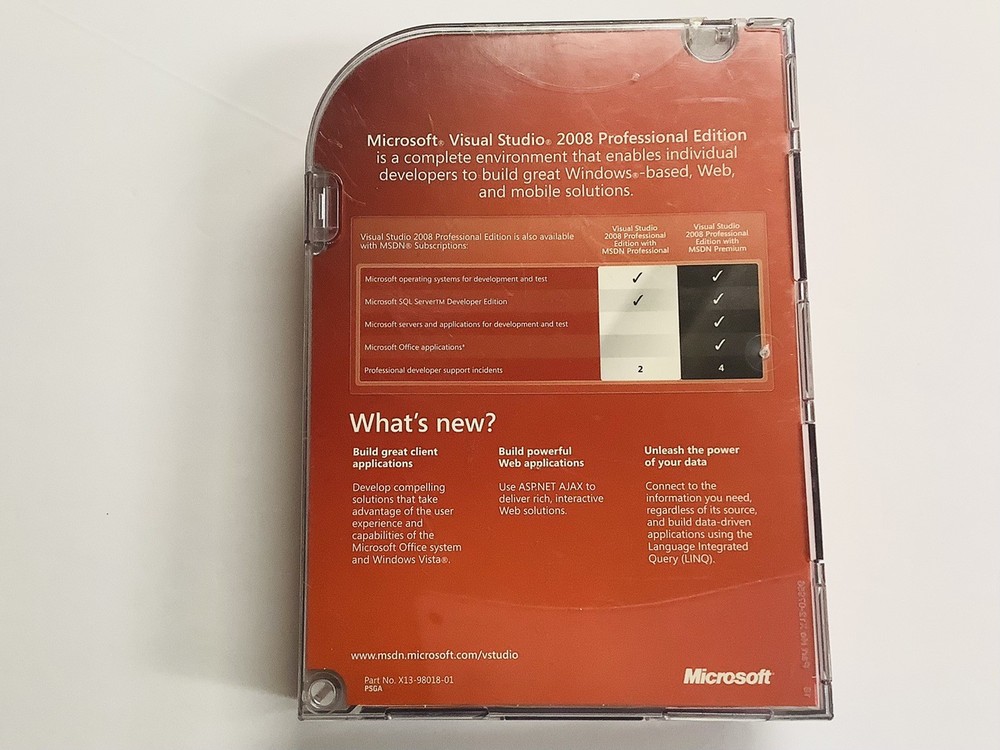 Microsoft® Visual Studio® 2008 Professional Edition
is a complete environment that enables individual
developers to build great Windows®-based, Web,
and mobile solutions.
Visual Studio 2008 Professional Edition is also available
with MSDN® Subscriptions:
Visual Studio
2008 Professional
Edition with
MSDN Professional
Visual Studio
2008 Professional
Edition with
MSDN Premium
Microsoft operating systems for development and test ✓ ✓
Microsoft SQL Server™ Developer Edition ✓ ✓
Microsoft servers and applications for development and test ✓
Microsoft Office applications* ✓
Professional developer support incidents 2 4
What's new?
Build great client
applications
Develop compelling
solutions that take
advantage of the user
experience and
capabilities of the
Microsoft Office system
and Windows Vista®.
Build powerful
Web applications
Use ASP.NET AJAX to
deliver rich, interactive
Web solutions.
Unleash the power
of your data
Connect to the
information you need,
regardless of its source,
and build data-driven
applications using the
Language Integrated
Query (LINQ).
www.msdn.microsoft.com/vstudio
Part No. X13-98018-01
PSGA
Microsoft